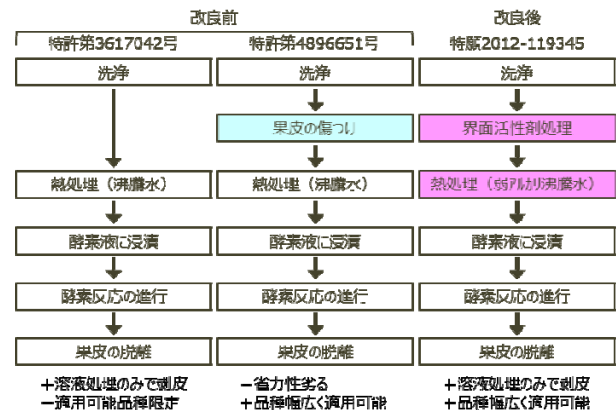 改良前
改良後
特許第3617042号
特許第4896651号
特願2012-119345
洗浄
洗浄
洗浄
果皮の傷つけ
界面活性剤処理
熱処理（沸騰水）
熱処理（沸騰水）
熱処理（弱アルカリ沸騰水）
酵素液に浸漬
酵素液に浸漬
酵素液に浸漬
酵素反応の進行
酵素反応の進行
酵素反応の進行
果皮の脱離
果皮の脱離
果皮の脱離
＋溶液処理のみで剥皮
－適用可能品種限定
－省力性劣る
＋品種幅広く適用可能
＋溶液処理のみで剥皮
＋品種幅広く適用可能